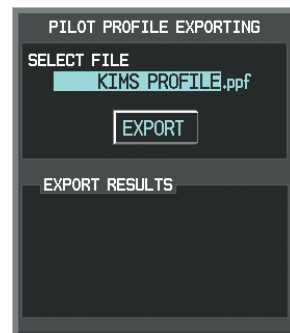 PILOT PROFILE EXPORTING
SELECT FILE
KIMS PROFILE.ppf
EXPORT
EXPORT RESULTS